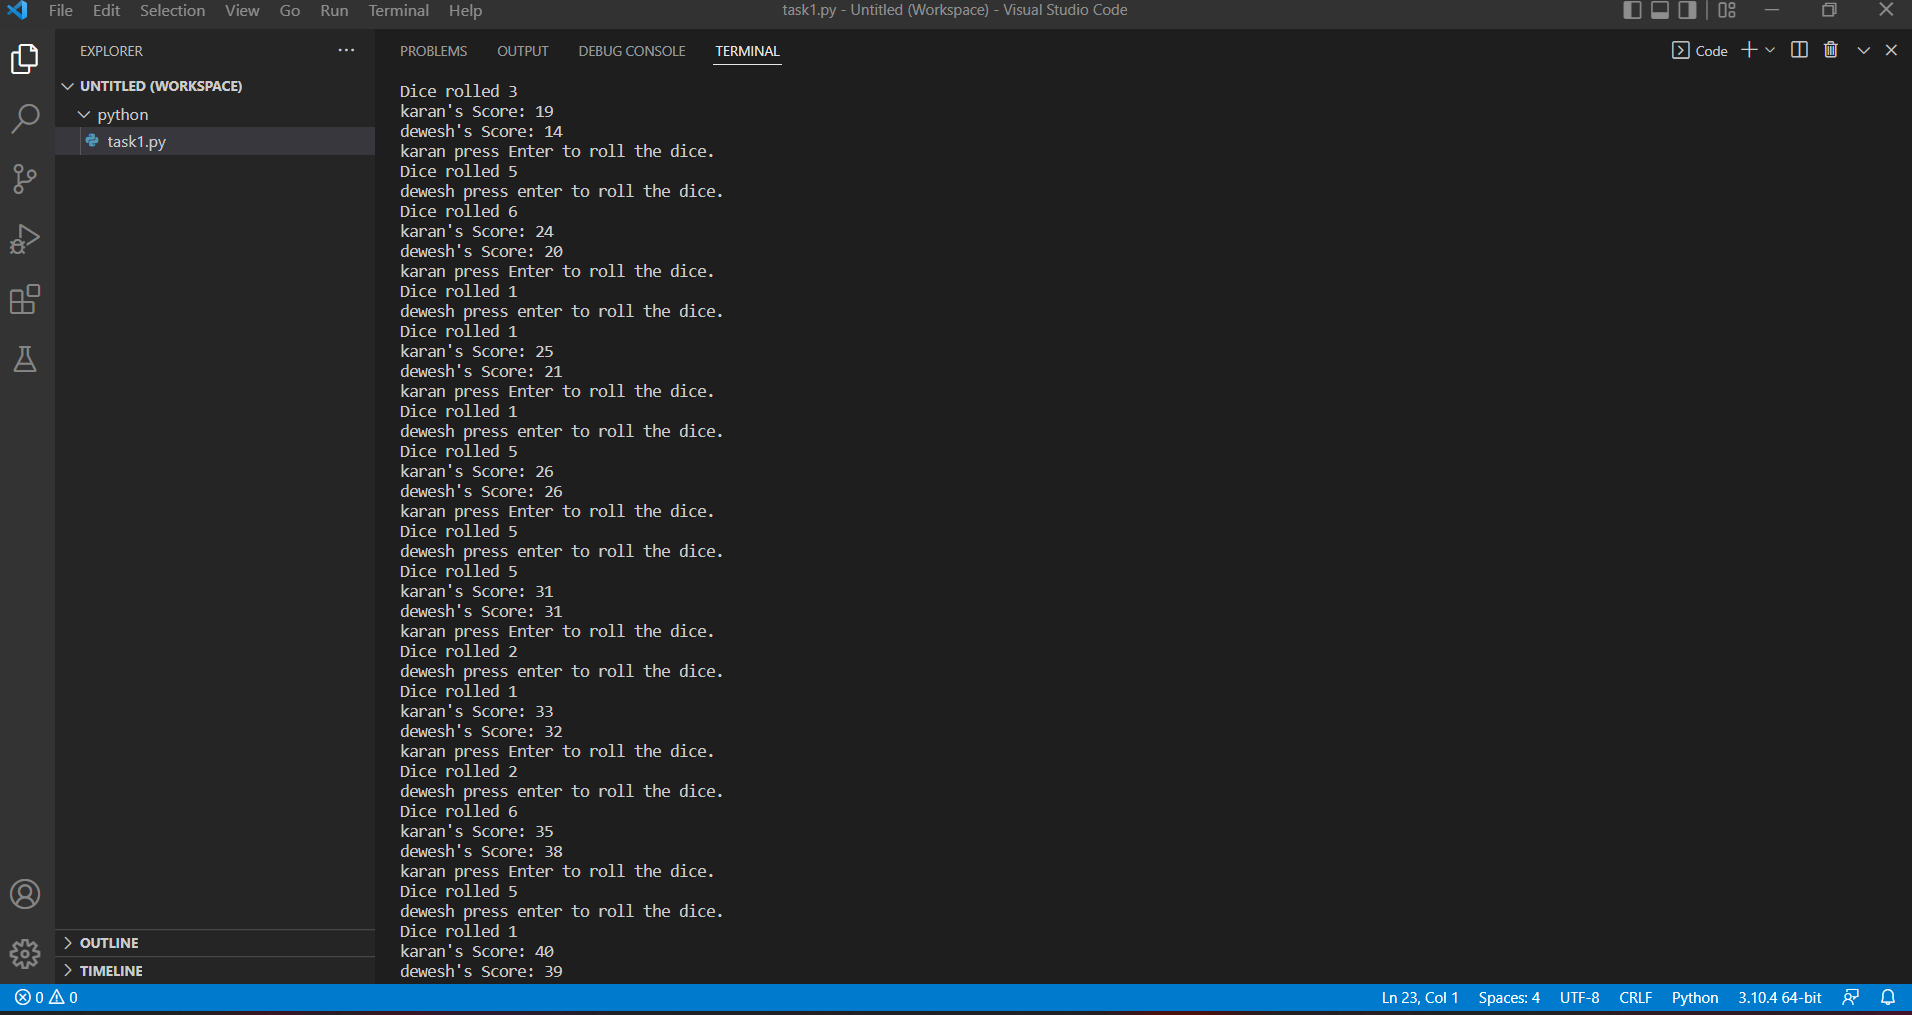 File Edit Selection View Go Run Terminal Help
task1.py - Untitled (Workspace) - Visual Studio Code
EXPLORER
UNTITLED (WORKSPACE)
python
task1.py
OUTLINE
TIMELINE
PROBLEMS OUTPUT DEBUG CONSOLE TERMINAL
Code
Dice rolled 3
karan's Score: 19
dewesh's Score: 14
karan press Enter to roll the dice.
Dice rolled 5
dewesh press enter to roll the dice.
Dice rolled 6
karan's Score: 24
dewesh's Score: 20
karan press Enter to roll the dice.
Dice rolled 1
dewesh press enter to roll the dice.
Dice rolled 1
karan's Score: 25
dewesh's Score: 21
karan press Enter to roll the dice.
Dice rolled 1
dewesh press enter to roll the dice.
Dice rolled 5
karan's Score: 26
dewesh's Score: 26
karan press Enter to roll the dice.
Dice rolled 5
dewesh press enter to roll the dice.
Dice rolled 5
karan's Score: 31
dewesh's Score: 31
karan press Enter to roll the dice.
Dice rolled 2
dewesh press enter to roll the dice.
Dice rolled 1
karan's Score: 33
dewesh's Score: 32
karan press Enter to roll the dice.
Dice rolled 2
dewesh press enter to roll the dice.
Dice rolled 6
karan's Score: 35
dewesh's Score: 38
karan press Enter to roll the dice.
Dice rolled 5
dewesh press enter to roll the dice.
Dice rolled 1
karan's Score: 40
dewesh's Score: 39
0 0
Ln 23, Col 1 Spaces: 4 UTF-8 CRLF Python 3.10.4 64-bit